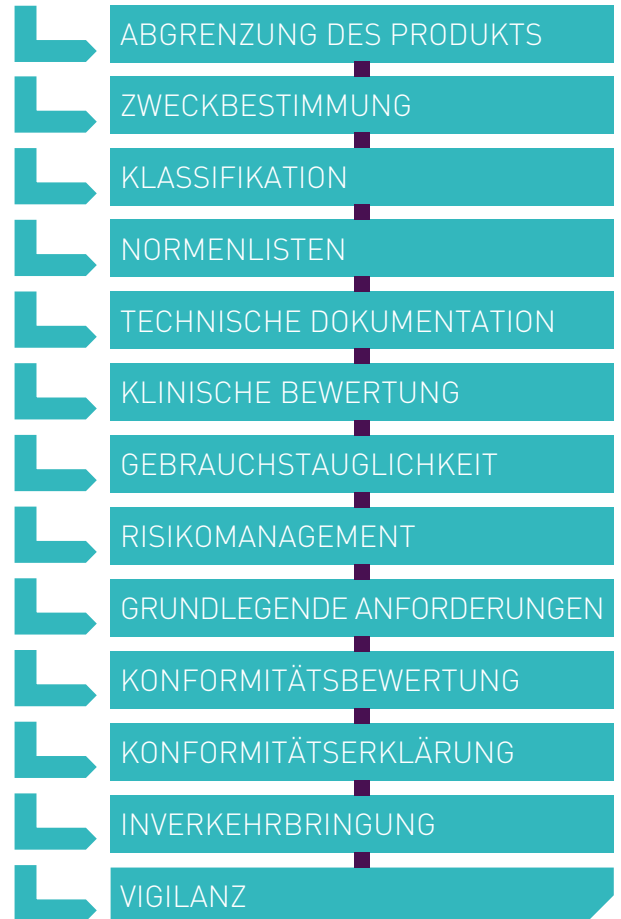 ABGRENZUNG DES PRODUKTS
ZWECKBESTIMMUNG
KLASSIFIKATION
NORMENLISTEN
TECHNISCHE DOKUMENTATION
KLINISCHE BEWERTUNG
GEBRAUCHSTAUGLICHKEIT
RISIKOMANAGEMENT
GRUNDLEGENDE ANFORDERUNGEN
KONFORMITÄTSBEWERTUNG
KONFORMITÄTSERKLÄRUNG
INVERKEHRBRINGUNG
VIGILANZ